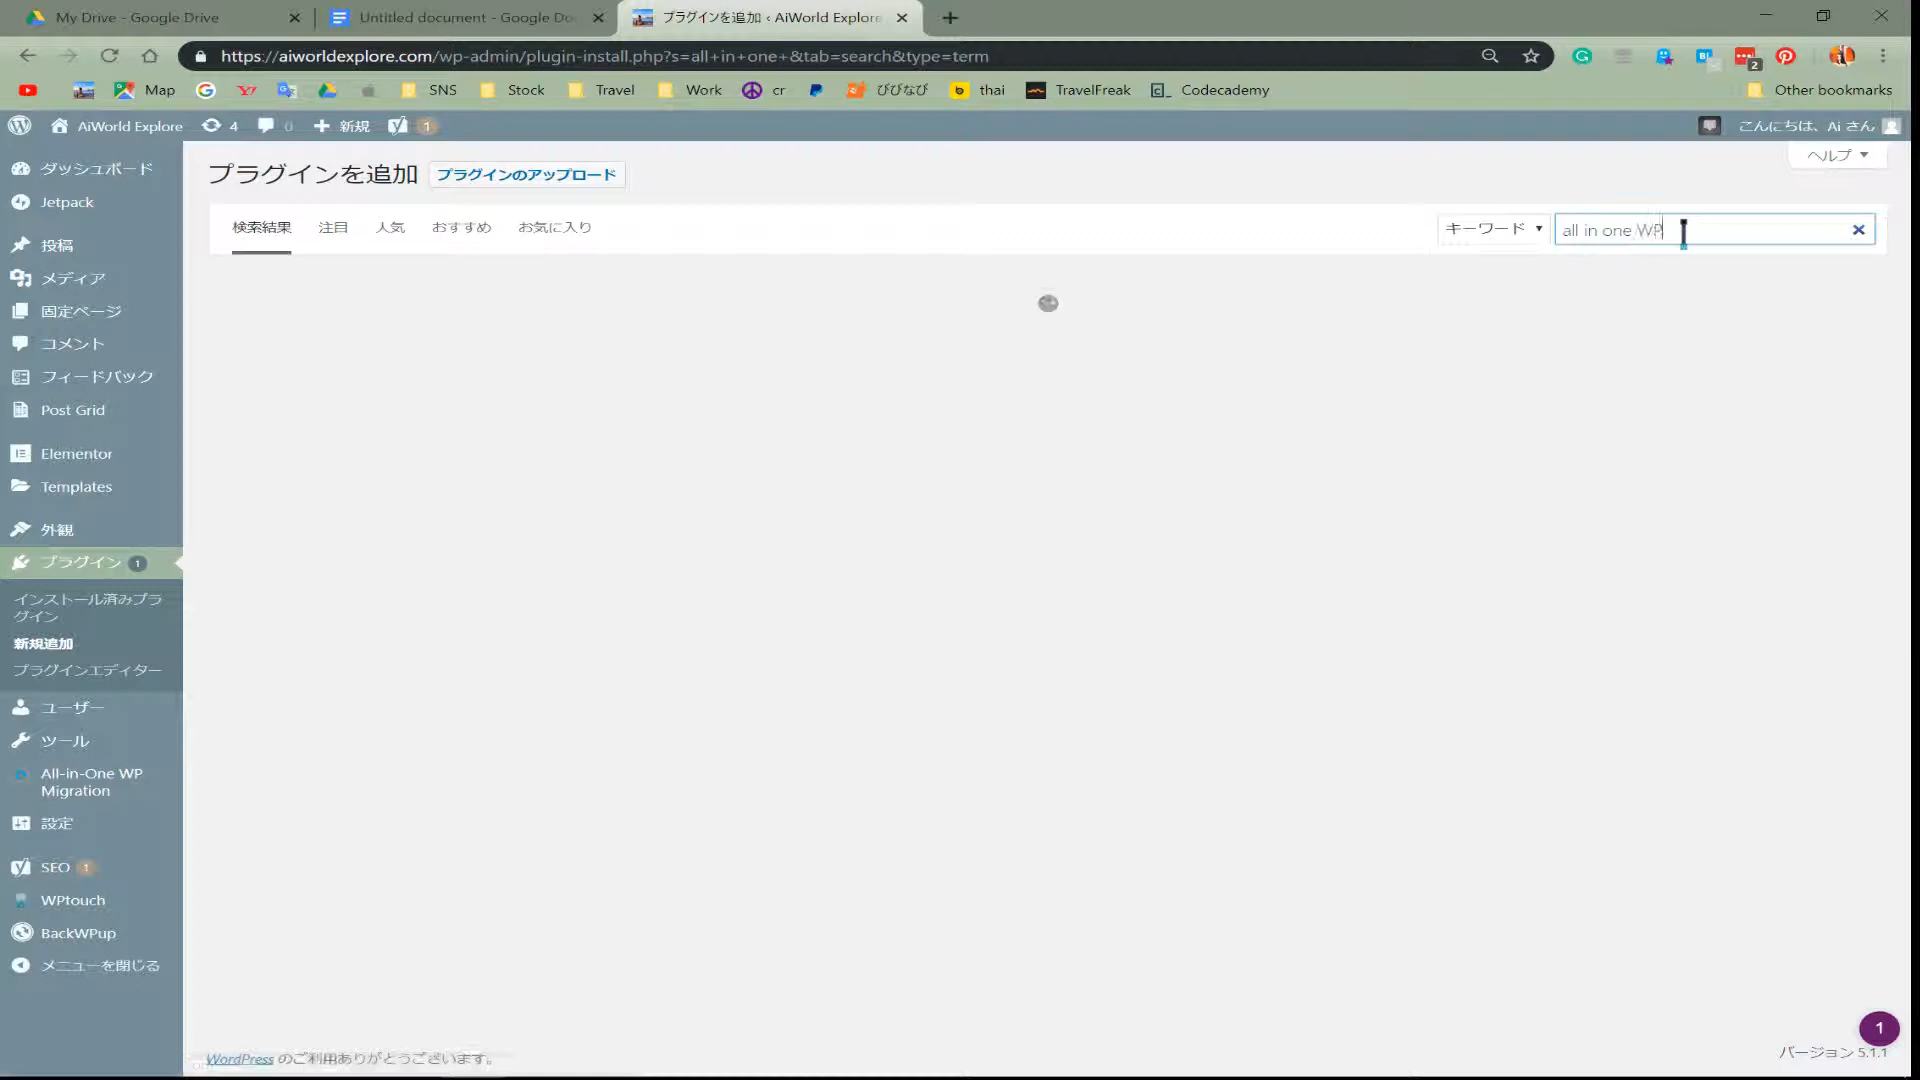 My Drive - Google Drive
Untitled document - Google Do
プラグインを追加 ‹ AiWorld Explore
https://aiworldexplore.com/wp-admin/plugin-install.php?s=all+in+one+&tab=search&type=term
2
Map
SNS
Stock
Travel
Work
cr
びびなび
thai
TravelFreak
Codecademy
Other bookmarks
AiWorld Explore
4
0
新規
1
こんにちは、Ai さん
ダッシュボード
Jetpack
投稿
メディア
固定ページ
コメント
フィードバック
Post Grid
Elementor
Templates
外観
プラグイン 1
インストール済みプラ
グイン
新規追加
プラグインエディター
ユーザー
ツール
All-in-One WP
Migration
設定
SEO 1
WPtouch
BackWPup
メニューを閉じる
プラグインを追加
プラグインのアップロード
ヘルプ
検索結果
注目
人気
おすすめ
お気に入り
キーワード
all in one WP
WordPress のご利用ありがとうございます。
1
バージョン 5.1.1